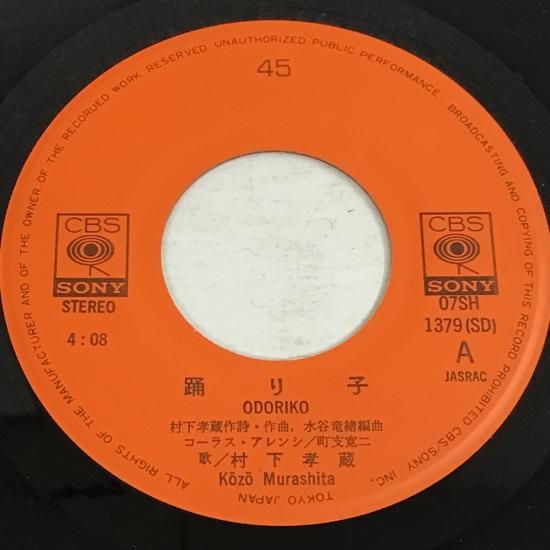 ALL RIGHTS OF THE MANUFACTURER AND OF THE OWNER OF THE RECORDED WORK RESERVED UNAUTHORIZED PUBLIC PERFORMANCE, BROADCASTING AND COPYING OF THIS RECORD PROHIBITED CBS/SONY INC. TOKYO JAPAN
45
CBS
SONY
STEREO
4:08
CBS
SONY
07SH
1379(SD)
A
JASRAC
踊り子
ODORIKO
村下孝蔵作詩・作曲, 水谷竜緒編曲
コーラス・アレンジ/町支寛二
歌/村下孝蔵
Kōzō Murashita